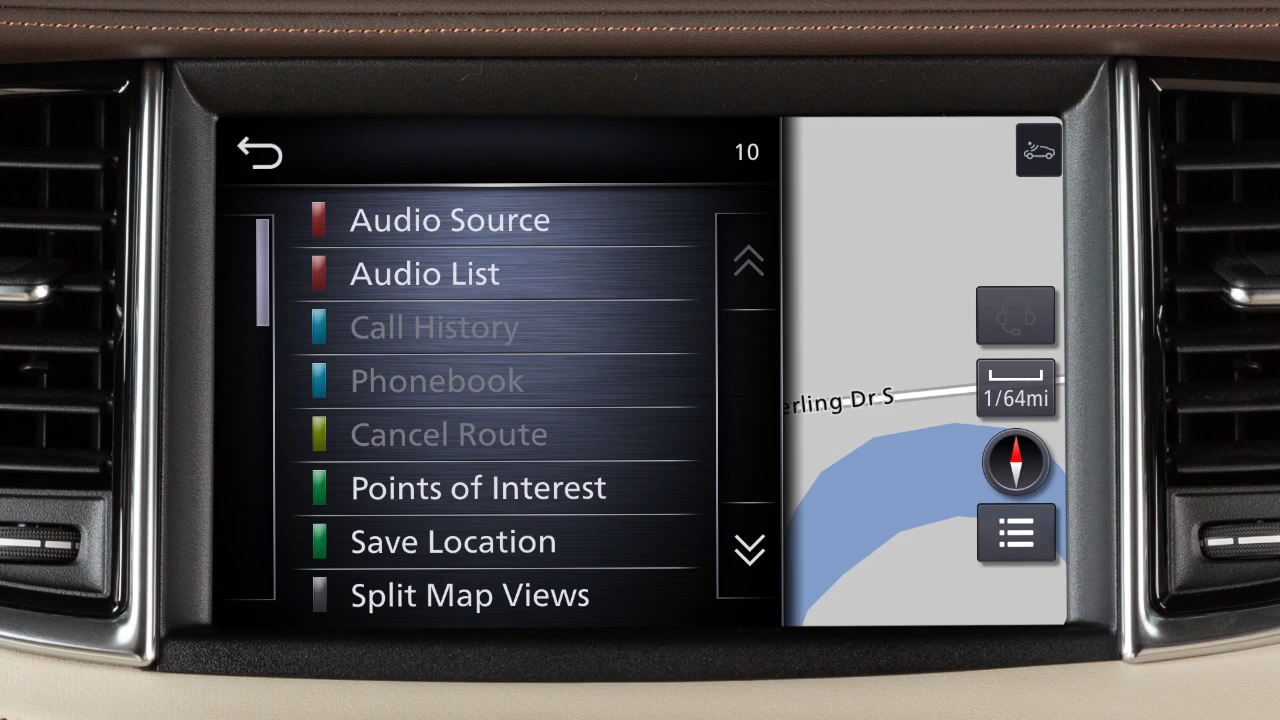 10
Audio Source
Audio List
Call History
Phonebook
Cancel Route
Points of Interest
Save Location
Split Map Views
Dr S
1/64mi